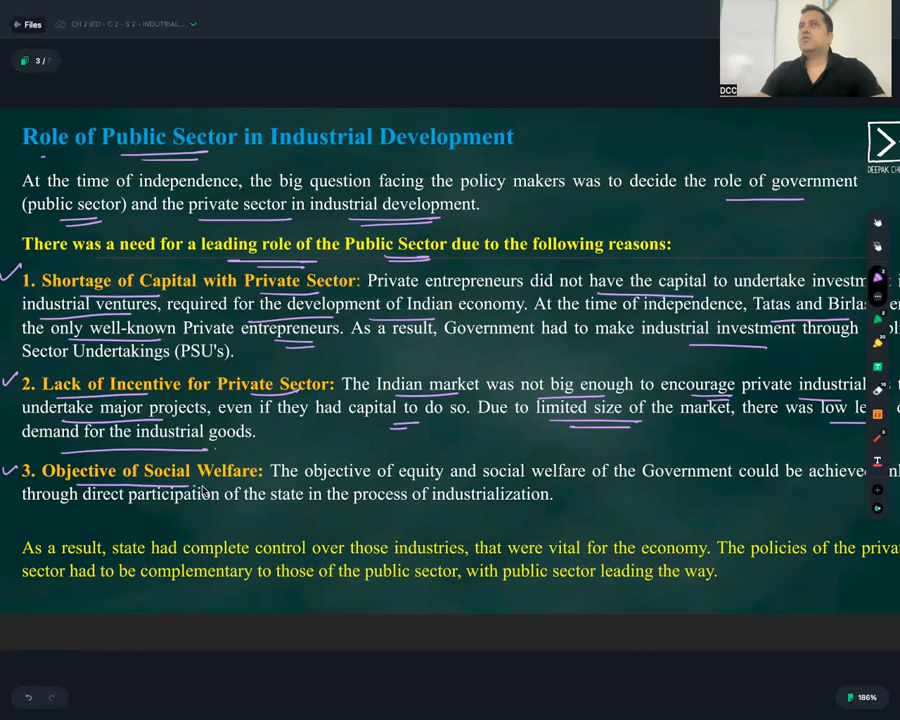 Files
CH 2 IED - C 2 - S 2 - INDUTRIAL...
3 / 7
DCC
Role of Public Sector in Industrial Development
At the time of independence, the big question facing the policy makers was to decide the role of government
(public sector) and the private sector in industrial development.
DEEPAK
There was a need for a leading role of the Public Sector due to the following reasons:
1. Shortage of Capital with Private Sector: Private entrepreneurs did not have the capital to undertake
industrial ventures, required for the development of Indian economy. At the time of independence, Tatas and
the only well-known Private entrepreneurs. As a result, Government had to make industrial investment through
Sector Undertakings (PSU's).
2. Lack of Incentive for Private Sector: The Indian market was not big enough to encourage private industrial
undertake major projects, even if they had capital to do so. Due to limited size of the market, there was low
demand for the industrial goods.
3. Objective of Social Welfare: The objective of equity and social welfare of the Government could be
through direct participation of the state in the process of industrialization.
As a result, state had complete control over those industries, that were vital for the economy. The policies of the
sector had to be complementary to those of the public sector, with public sector leading the way.
186%